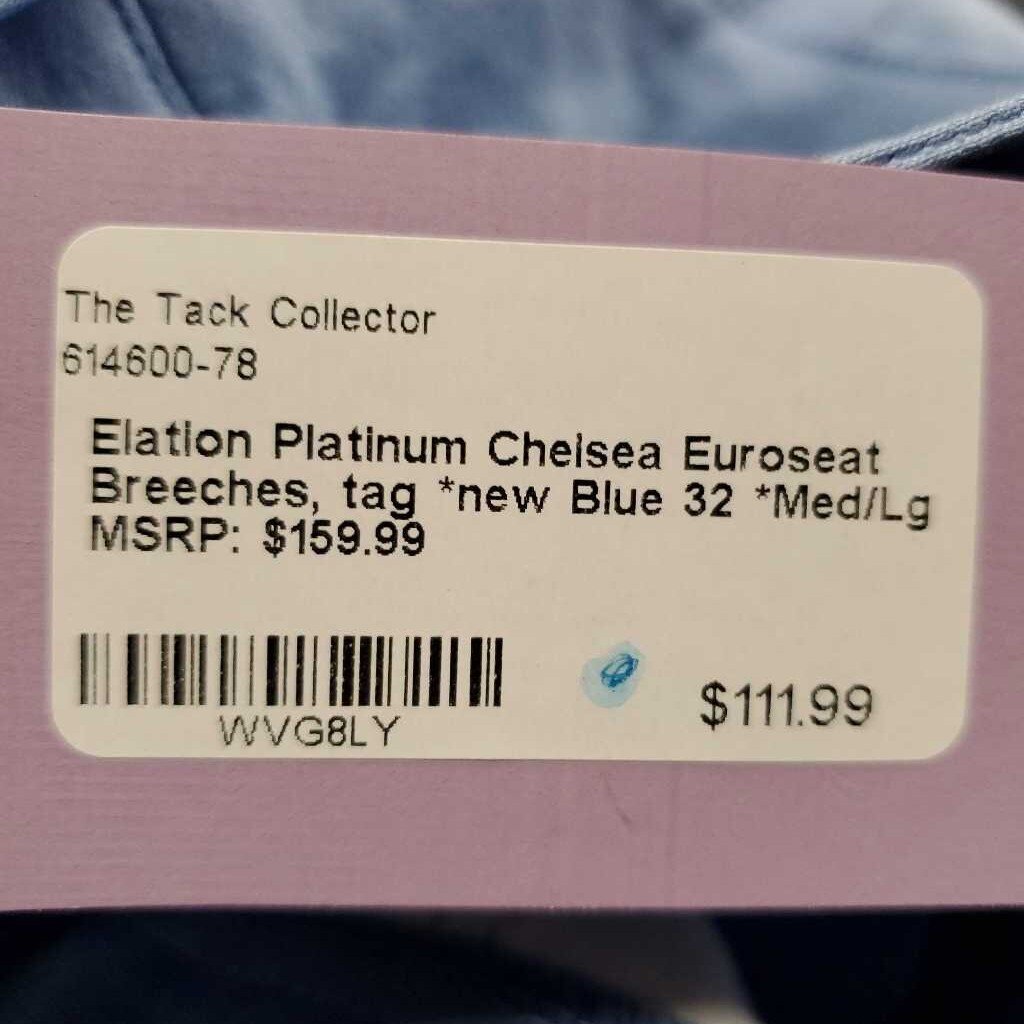 The Tack Collector
614600-78
Elation Platinum Chelsea Euroseat
Breeches, tag *new Blue 32 *Med/Lg
MSRP: $159.99
WVG8LY
$111.99